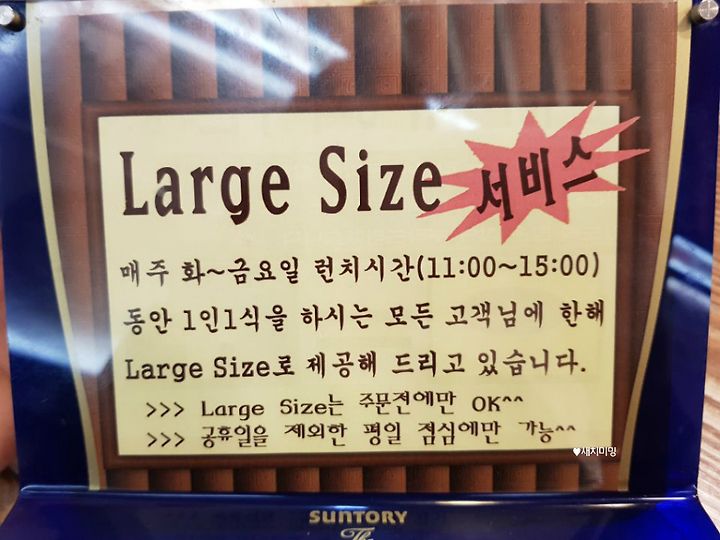 Large Size 서비스
매주 화~금요일 런치시간(11:00~15:00)
동안 1인1식을 하시는 모든 고객님에 한해
Large Size로 제공해 드리고 있습니다.
>>> Large Size는 주문전에만 OK^^
>>> 공휴일을 제외한 평일 점심에만 가능^^
♥새치미밍
SUNTORY
The